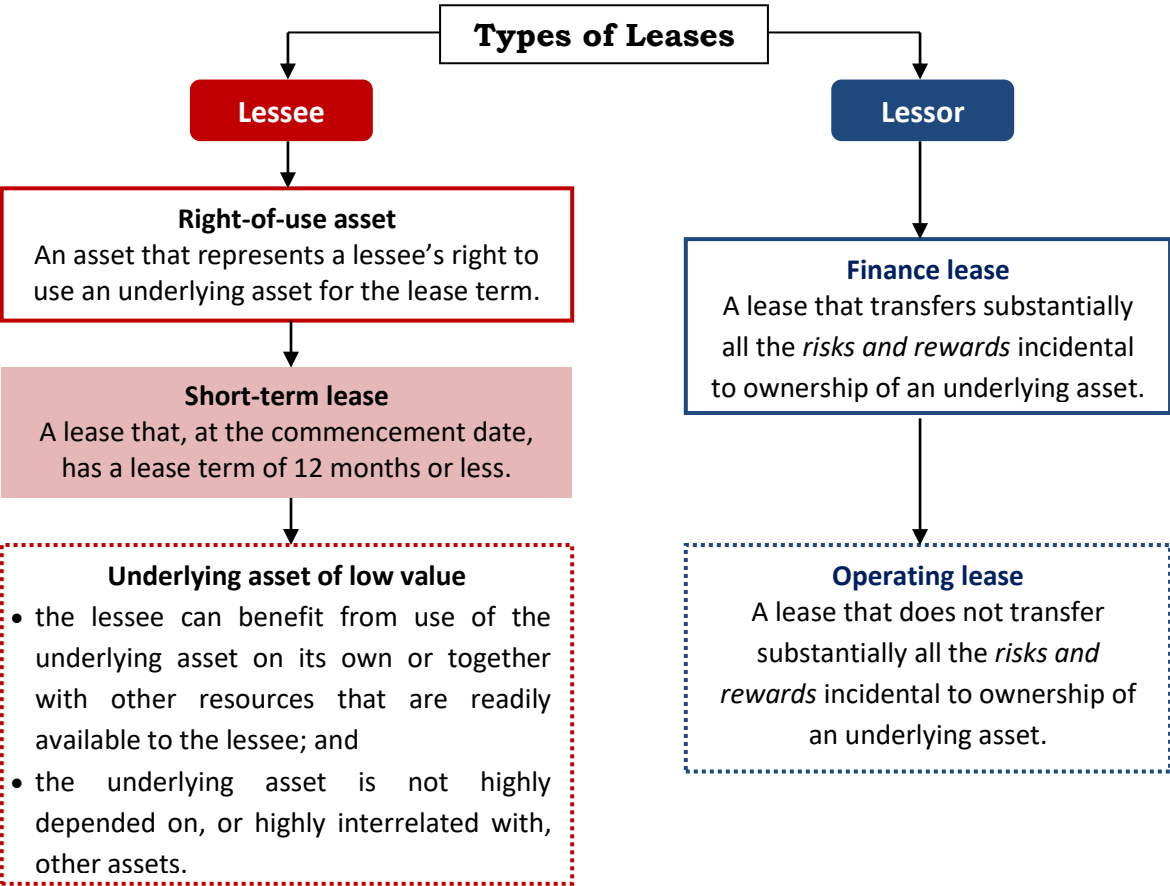 Types of Leases
Lessee
Right-of-use asset
An asset that represents a lessee’s right to
use an underlying asset for the lease term.
Short-term lease
A lease that, at the commencement date,
has a lease term of 12 months or less.
Underlying asset of low value
• the lessee can benefit from use of the
underlying asset on its own or together
with other resources that are readily
available to the lessee; and
• the underlying asset is not highly
depended on, or highly interrelated with,
other assets.
Lessor
Finance lease
A lease that transfers substantially
all the risks and rewards incidental
to ownership of an underlying asset.
Operating lease
A lease that does not transfer
substantially all the risks and
rewards incidental to ownership of
an underlying asset.